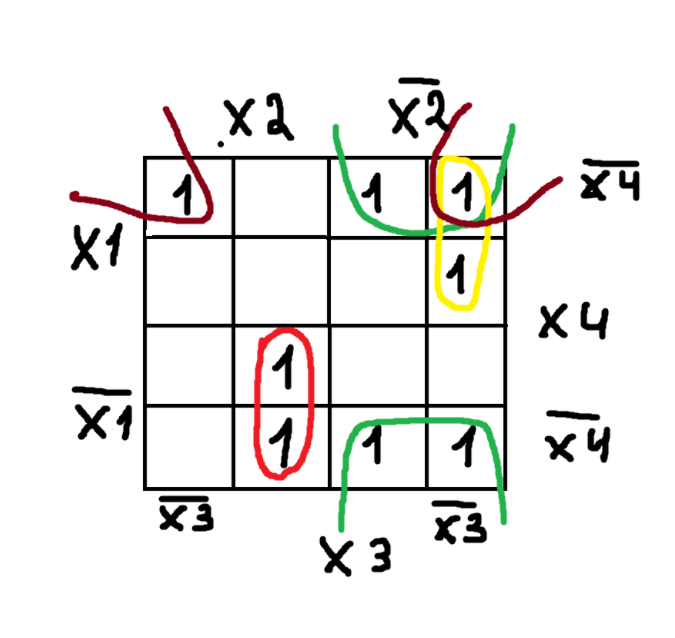 X2 X̅2̅
1 1 1 X̅4̅
X1
1
X4
1
X̅1̅
1 1 1 X̅4̅
X̅3̅ X3 X̅3̅